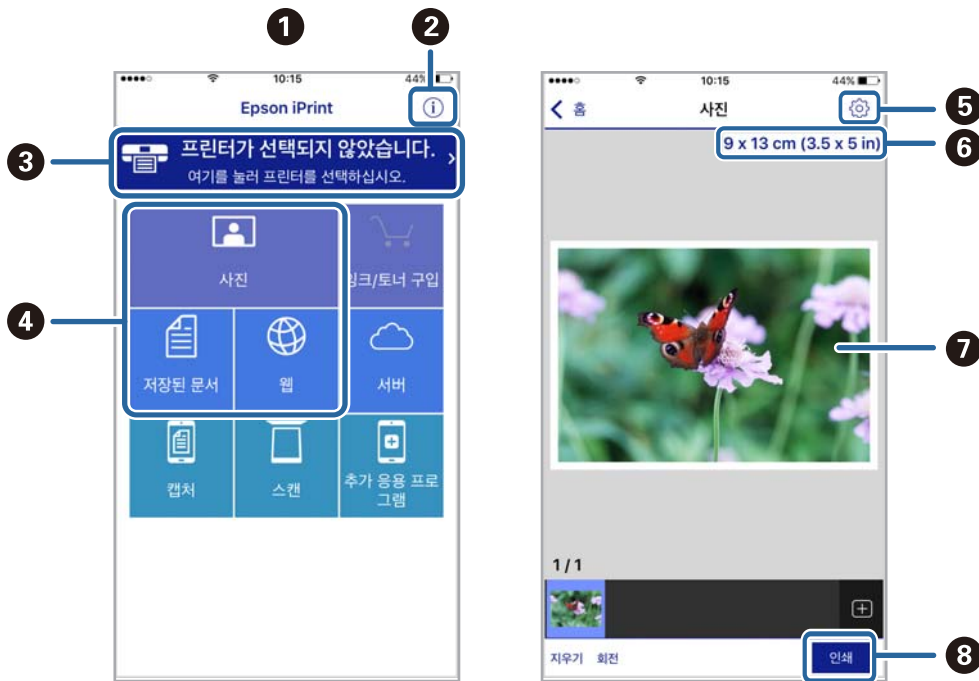 1
2
10:15
44%
Epson iPrint
3
프린터가 선택되지 않았습니다.
여기를 눌러 프린터를 선택하십시오.
4
사진
잉크/토너 구입
저장된 문서
웹
서버
캡처
스캔
추가 응용 프로
그램
10:15
44%
홈
사진
5
9 x 13 cm (3.5 x 5 in)
6
7
1 / 1
지우기
회전
인쇄
8